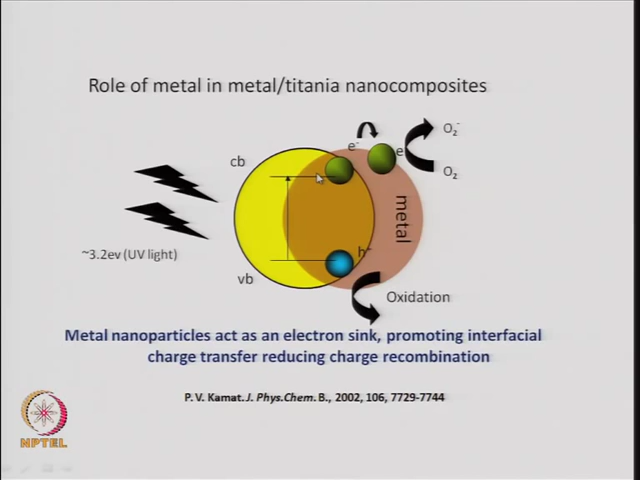 Role of metal in metal/titania nanocomposites
cb
e-
e
O2-
O2
metal
~3.2ev (UV light)
h+
vb
Oxidation
Metal nanoparticles act as an electron sink, promoting interfacial
charge transfer reducing charge recombination
P. V. Kamat. J. Phys.Chem. B., 2002, 106, 7729-7744
NPTEL